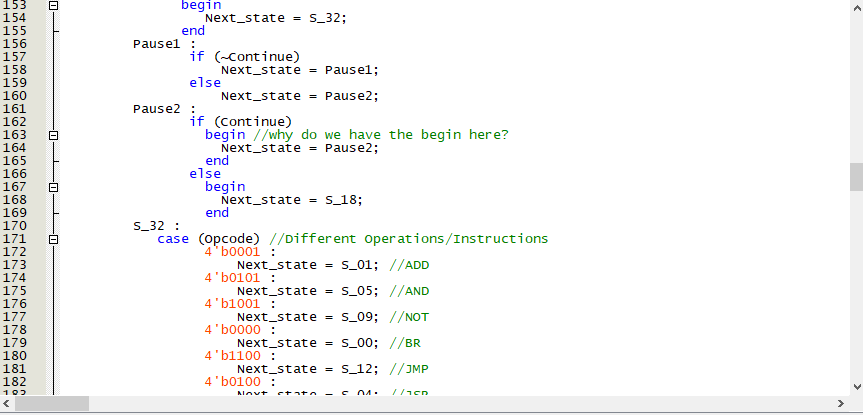 153 begin
154 Next_state = S_32;
155 end
156 Pause1 :
157 if (~Continue)
158 Next_state = Pause1;
159 else
160 Next_state = Pause2;
161 Pause2 :
162 if (Continue)
163 begin //why do we have the begin here?
164 Next_state = Pause2;
165 end
166 else
167 begin
168 Next_state = S_18;
169 end
170 S_32 :
171 case (Opcode) //Different Operations/Instructions
172 4'b0001 :
173 Next_state = S_01; //ADD
174 4'b0101 :
175 Next_state = S_05; //AND
176 4'b1001 :
177 Next_state = S_09; //NOT
178 4'b0000 :
179 Next_state = S_00; //BR
180 4'b1100 :
181 Next_state = S_12; //JMP
182 4'b0100 :
183 Next_state = S_04; //JSR